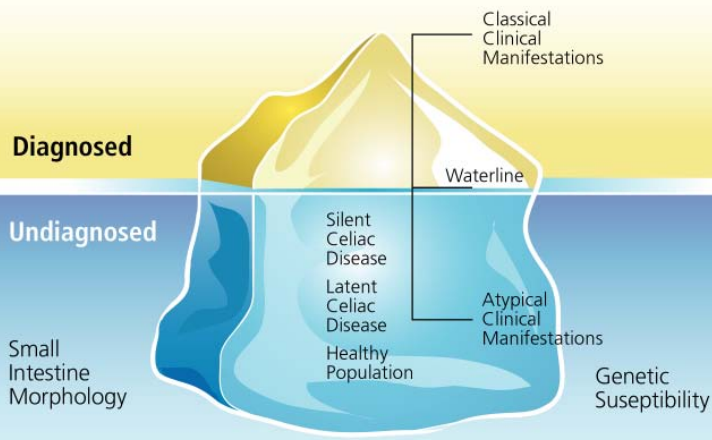 Classical
Clinical
Manifestations
Diagnosed
Waterline
Undiagnosed
Silent
Celiac
Disease
Latent
Celiac
Disease
Healthy
Population
Atypical
Clinical
Manifestations
Small
Intestine
Morphology
Genetic
Suseptibility